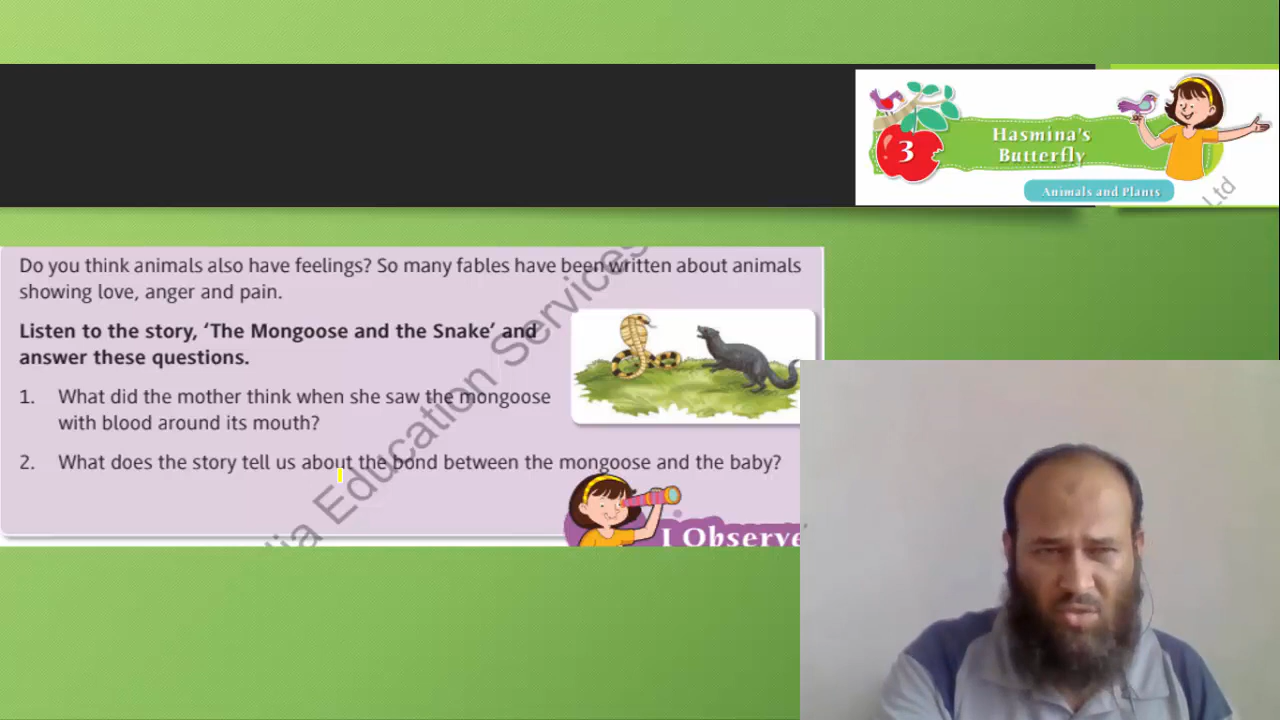 3
Hasmina's
Butterfly
Animals and Plants
Ltd
Do you think animals also have feelings? So many fables have been written about animals
showing love, anger and pain.
Listen to the story, ‘The Mongoose and the Snake’ and
answer these questions.
1. What did the mother think when she saw the mongoose
with blood around its mouth?
2. What does the story tell us about the bond between the mongoose and the baby?
I Observe
Education Services